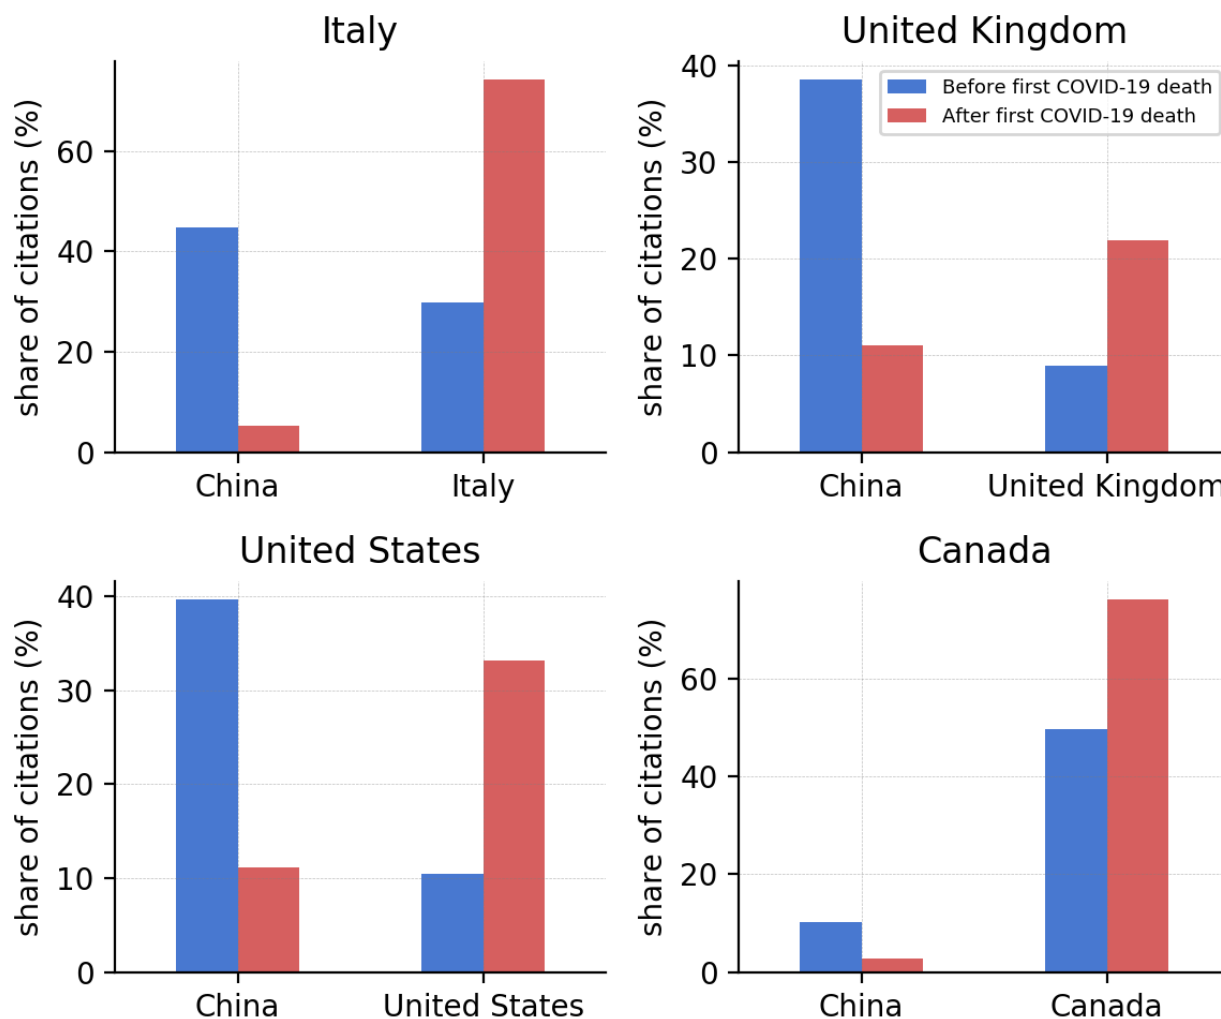 Italy
share of citations (%)
60
40
20
0
China
Italy
United Kingdom
share of citations (%)
40
30
20
10
0
Before first COVID-19 death
After first COVID-19 death
China
United Kingdom
United States
share of citations (%)
40
30
20
10
0
China
United States
Canada
share of citations (%)
60
40
20
0
China
Canada